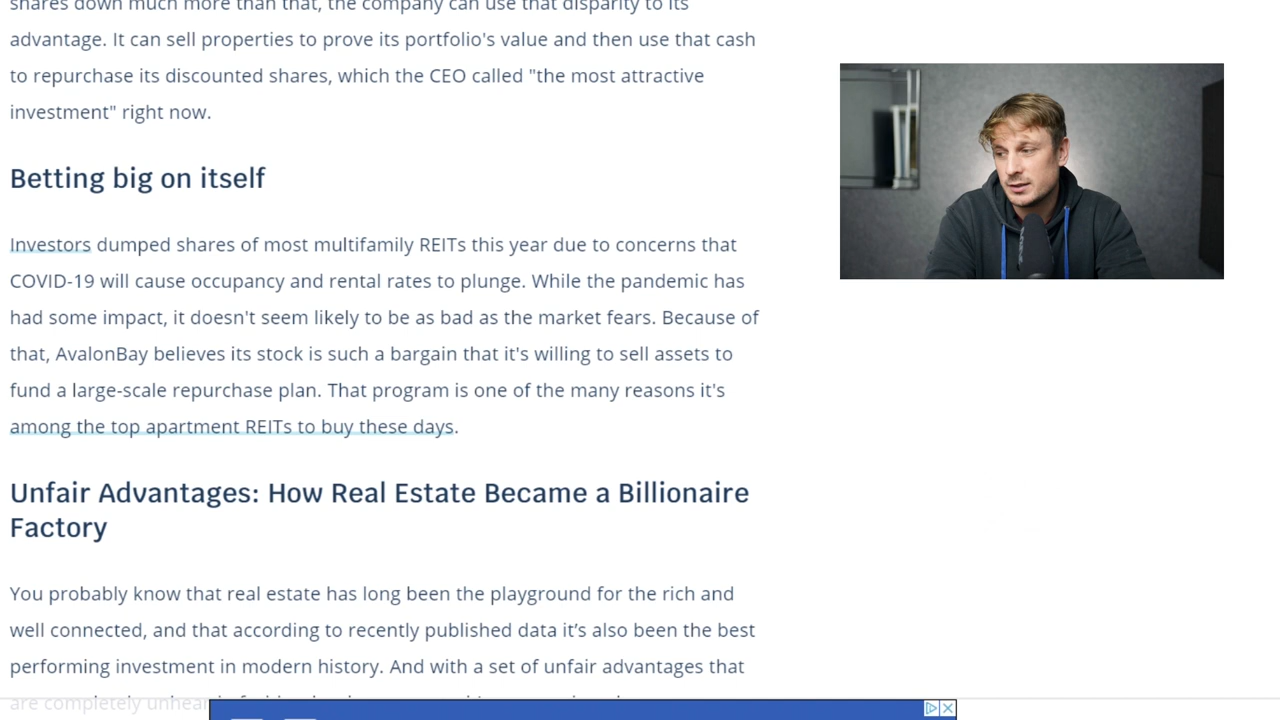 shares down much more than that, the company can use that disparity to its
advantage. It can sell properties to prove its portfolio's value and then use that cash
to repurchase its discounted shares, which the CEO called "the most attractive
investment" right now.
Betting big on itself
Investors dumped shares of most multifamily REITs this year due to concerns that
COVID-19 will cause occupancy and rental rates to plunge. While the pandemic has
had some impact, it doesn't seem likely to be as bad as the market fears. Because of
that, AvalonBay believes its stock is such a bargain that it's willing to sell assets to
fund a large-scale repurchase plan. That program is one of the many reasons it's
among the top apartment REITs to buy these days.
Unfair Advantages: How Real Estate Became a Billionaire
Factory
You probably know that real estate has long been the playground for the rich and
well connected, and that according to recently published data it’s also been the best
performing investment in modern history. And with a set of unfair advantages that
are completely